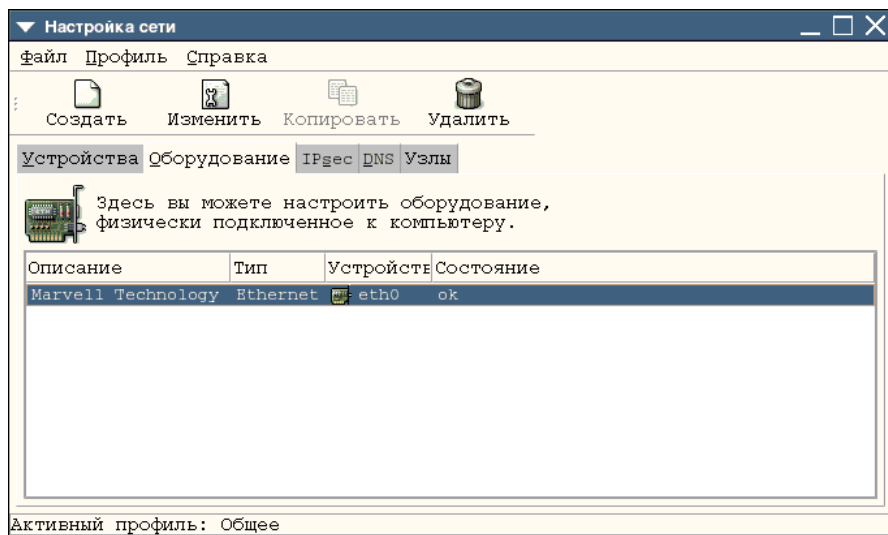 Настройка сети
Файл Профиль Справка
Создать Изменить Копировать Удалить
Устройства Оборудование IPsec DNS Узлы
Здесь вы можете настроить оборудование,
физически подключенное к компьютеру.
Описание Тип Устройств Состояние
Marvell Technology Ethernet eth0 ok
Активный профиль: Общее